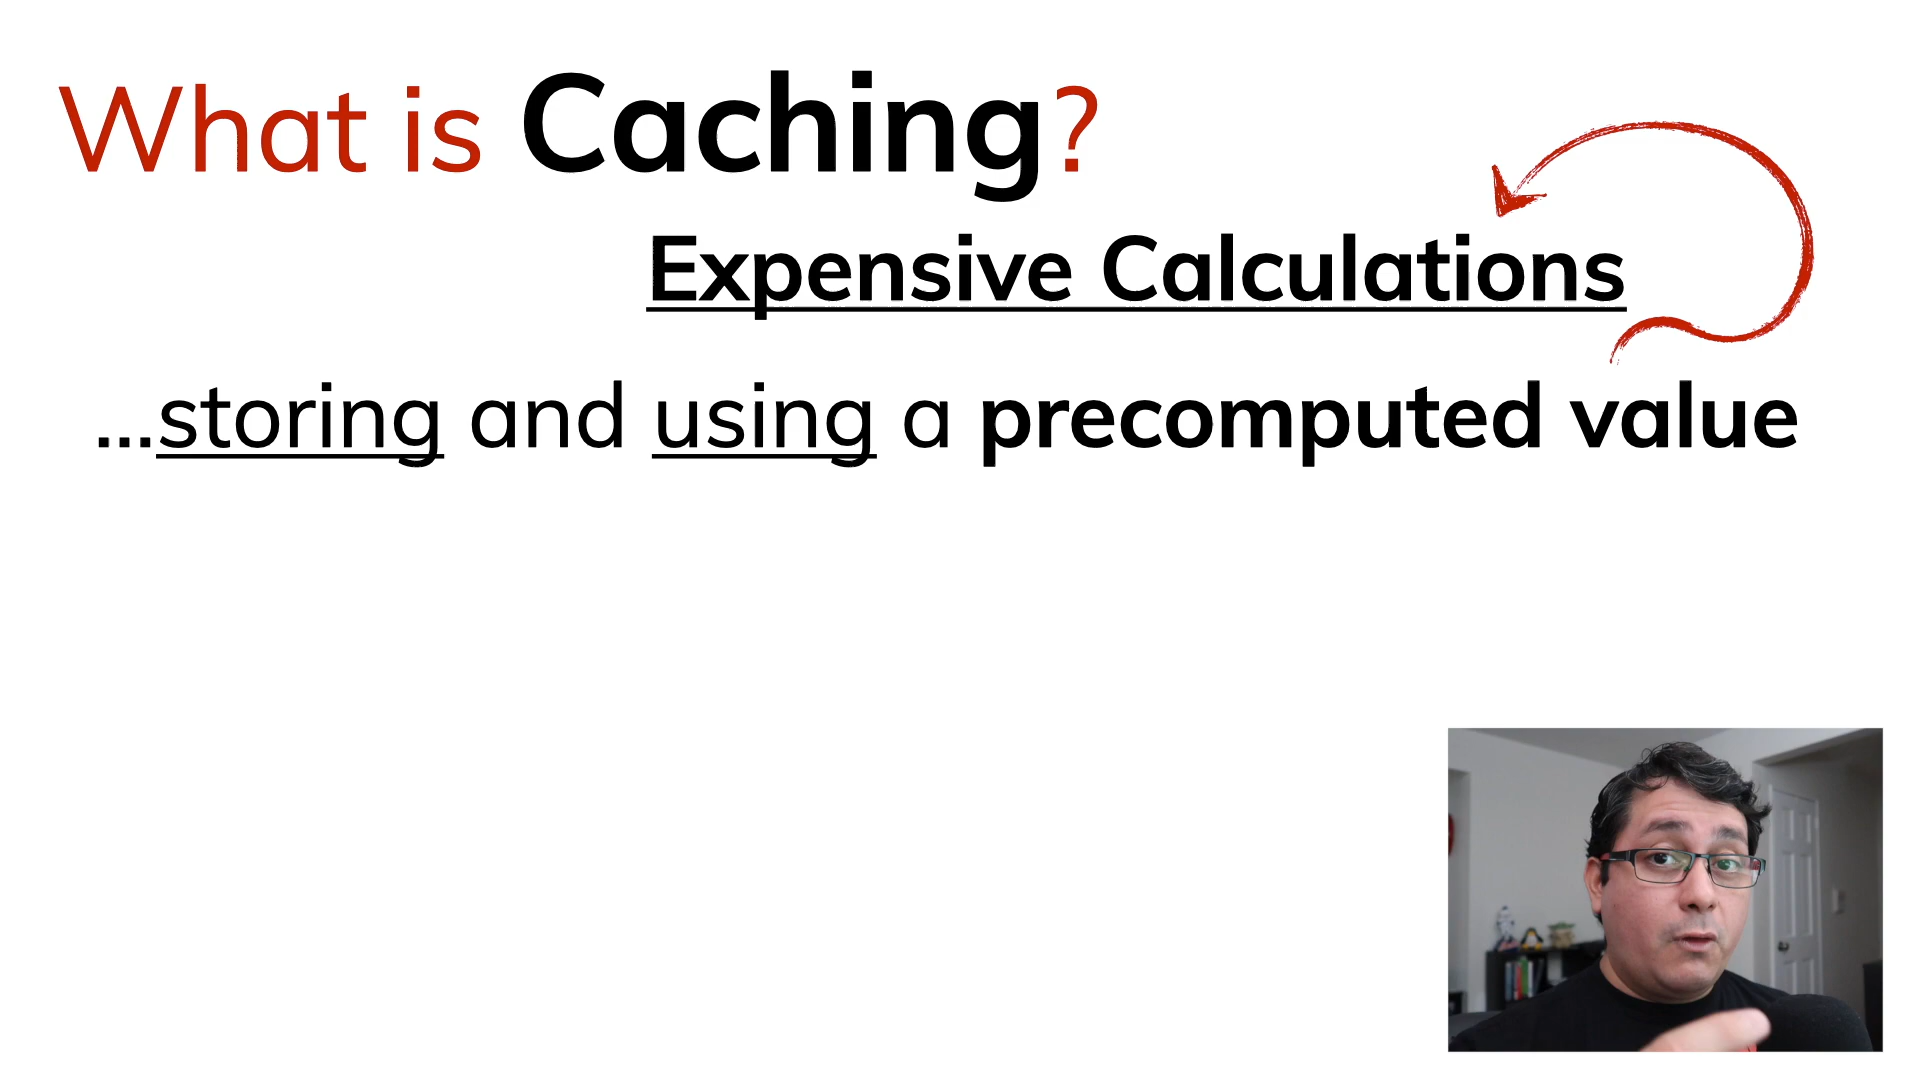 What is Caching?
Expensive Calculations
...storing and using a precomputed value